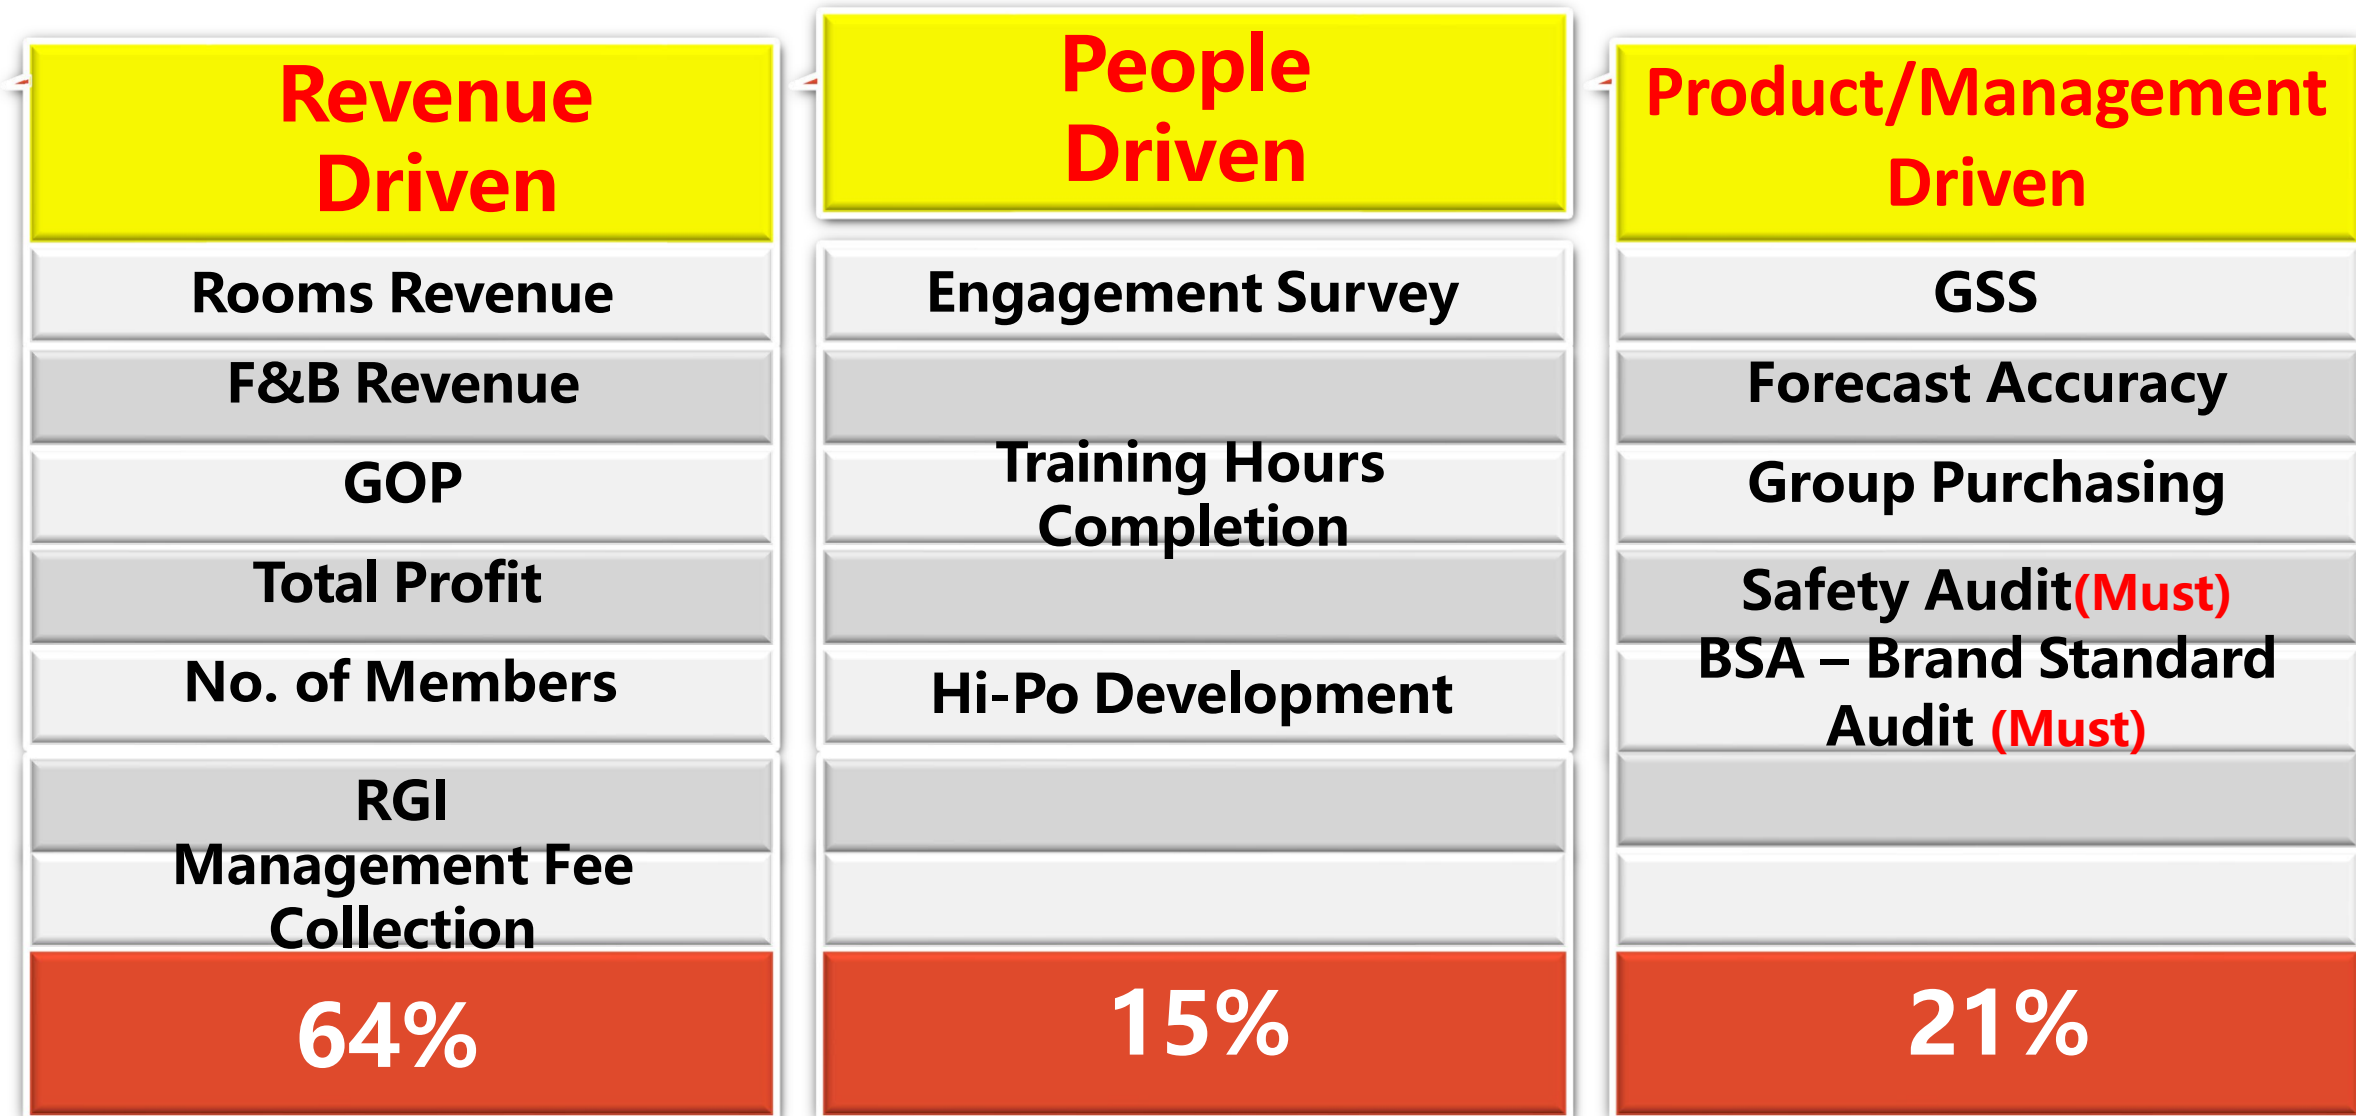 Revenue
Driven
Rooms Revenue
F&B Revenue
GOP
Total Profit
No. of Members
RGI
Management Fee
Collection
64%
People
Driven
Engagement Survey
Training Hours
Completion
Hi-Po Development
15%
Product/Management
Driven
GSS
Forecast Accuracy
Group Purchasing
Safety Audit(Must)
BSA – Brand Standard
Audit (Must)
21%